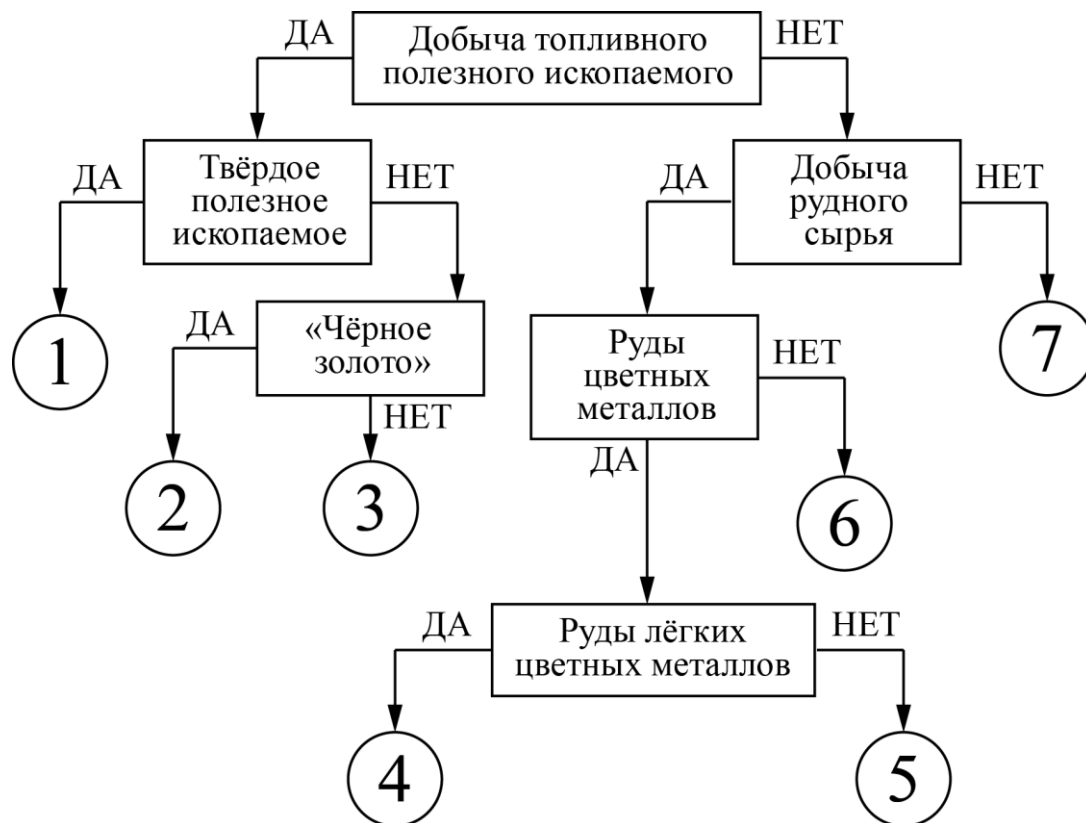 ДА
Добыча топливного
полезного ископаемого
НЕТ
ДА
Твёрдое
полезное
ископаемое
НЕТ
ДА
Добыча
рудного
сырья
НЕТ
1
ДА
«Чёрное
золото»
НЕТ
Руды
цветных
металлов
НЕТ
ДА
7
2
3
6
ДА
Руды лёгких
цветных металлов
НЕТ
4
5